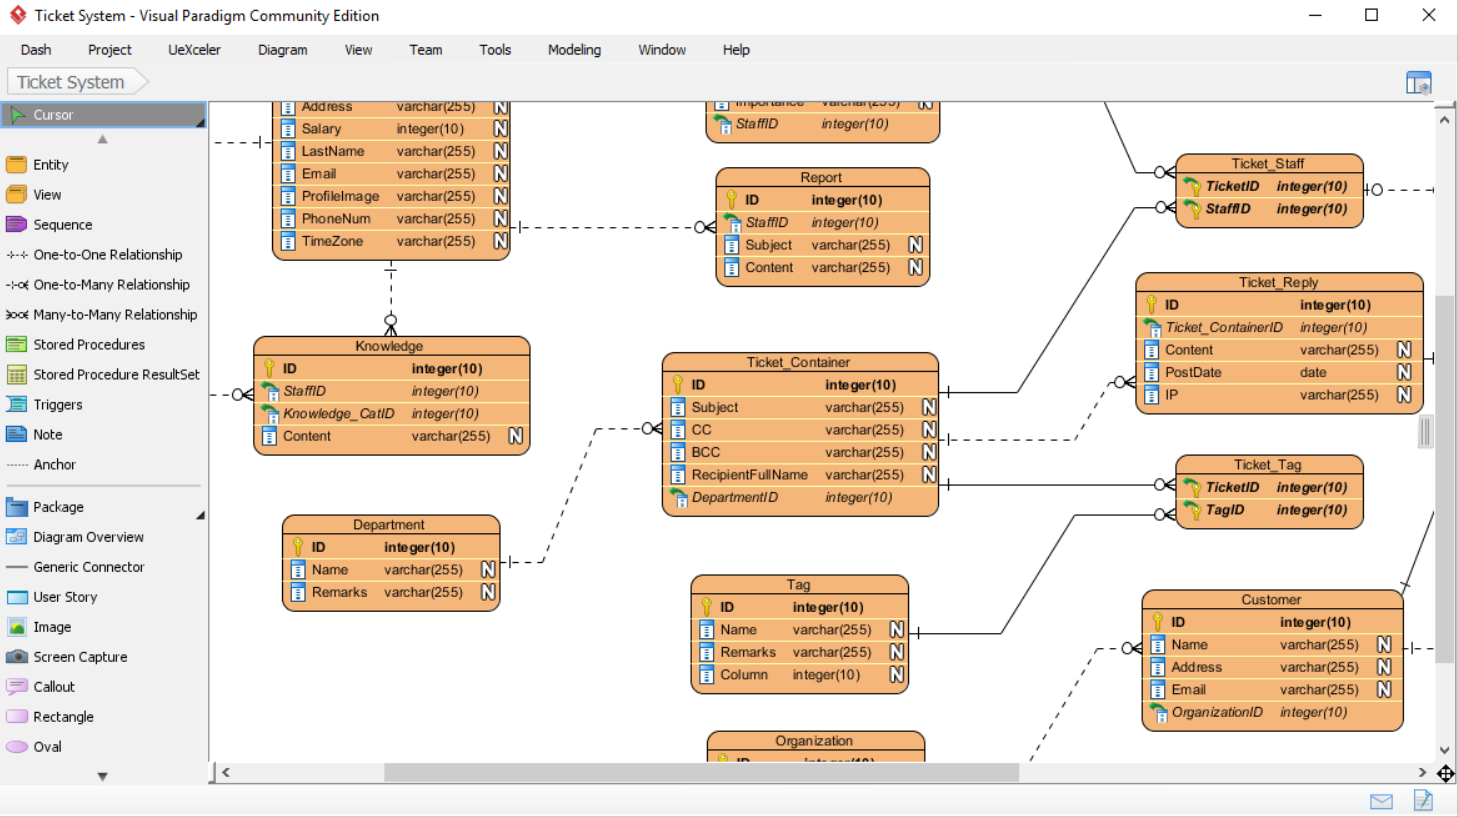 Ticket System - Visual Paradigm Community Edition
Dash Project UeXceler Diagram View Team Tools Modeling Window Help
Ticket System
Cursor
Entity
View
Sequence
One-to-One Relationship
One-to-Many Relationship
Many-to-Many Relationship
Stored Procedures
Stored Procedure ResultSet
Triggers
Note
Anchor
Package
Diagram Overview
Generic Connector
User Story
Image
Screen Capture
Callout
Rectangle
Oval
Address varchar(255) N
Salary integer(10) N
LastName varchar(255) N
Email varchar(255) N
ProfileImage varchar(255) N
PhoneNum varchar(255) N
TimeZone varchar(255) N
Importance varchar(255) N
StaffID integer(10)
Report
ID integer(10)
StaffID integer(10)
Subject varchar(255) N
Content varchar(255) N
Ticket_Staff
TicketID integer(10)
StaffID integer(10)
Ticket_Reply
ID integer(10)
Ticket_ContainerID integer(10)
Content varchar(255) N
PostDate date N
IP varchar(255) N
Knowledge
ID integer(10)
StaffID integer(10)
Knowledge_CatID integer(10)
Content varchar(255) N
Ticket_Container
ID integer(10)
Subject varchar(255) N
CC varchar(255) N
BCC varchar(255) N
RecipientFullName varchar(255) N
DepartmentID integer(10)
Ticket_Tag
TicketID integer(10)
TagID integer(10)
Department
ID integer(10)
Name varchar(255) N
Remarks varchar(255) N
Tag
ID integer(10)
Name varchar(255) N
Remarks varchar(255) N
Column integer(10) N
Customer
ID integer(10)
Name varchar(255) N
Address varchar(255) N
Email varchar(255) N
OrganizationID integer(10)
Organization
ID integer(10)